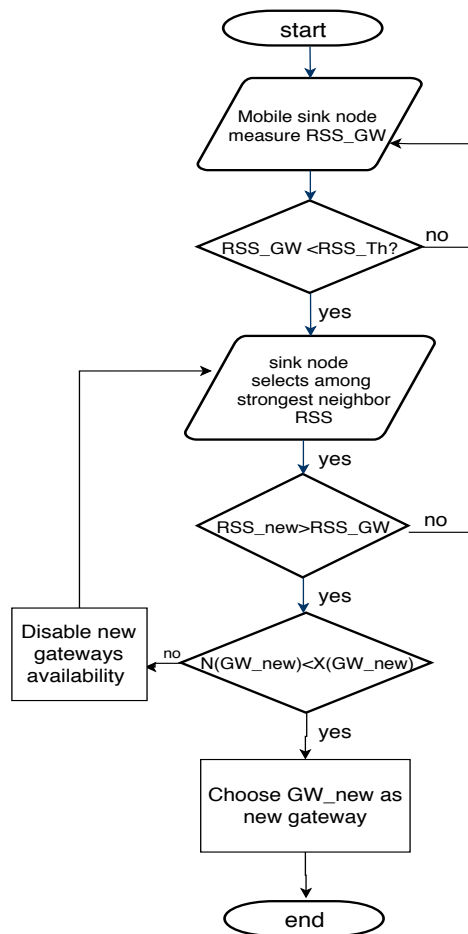 start
Mobile sink node
measure RSS_GW
RSS_GW <RSS_Th?
no
yes
sink node
selects among
strongest neighbor
RSS
yes
RSS_new>RSS_GW
no
yes
Disable new
gateways
availability
no
N(GW_new)<X(GW_new)
yes
Choose GW_new as
new gateway
end